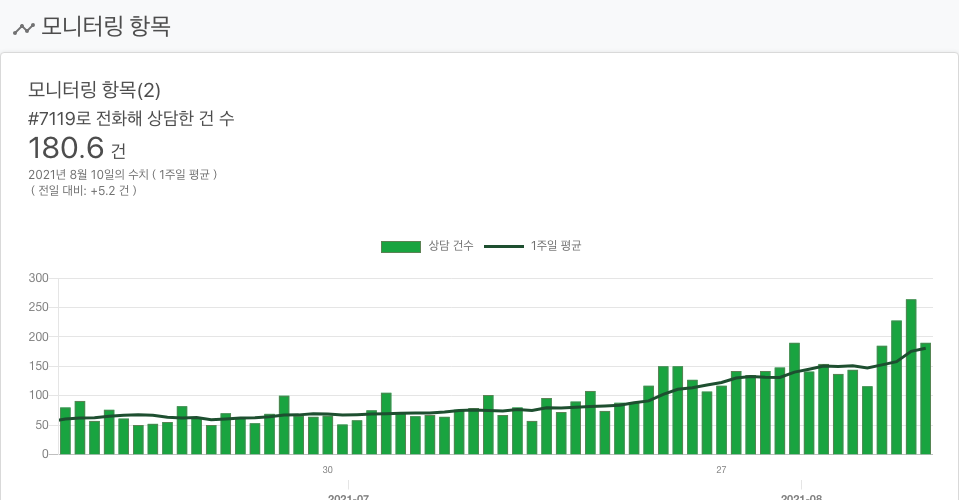 모니터링 항목
모니터링 항목(2)
#7119로 전화해 상담한 건 수
180.6 건
2021년 8월 10일의 수치 ( 1주일 평균 )
( 전일 대비: +5.2 건 )
상담 건수 1주일 평균
300
250
200
150
100
50
0
30 27
2021-07 2021-08